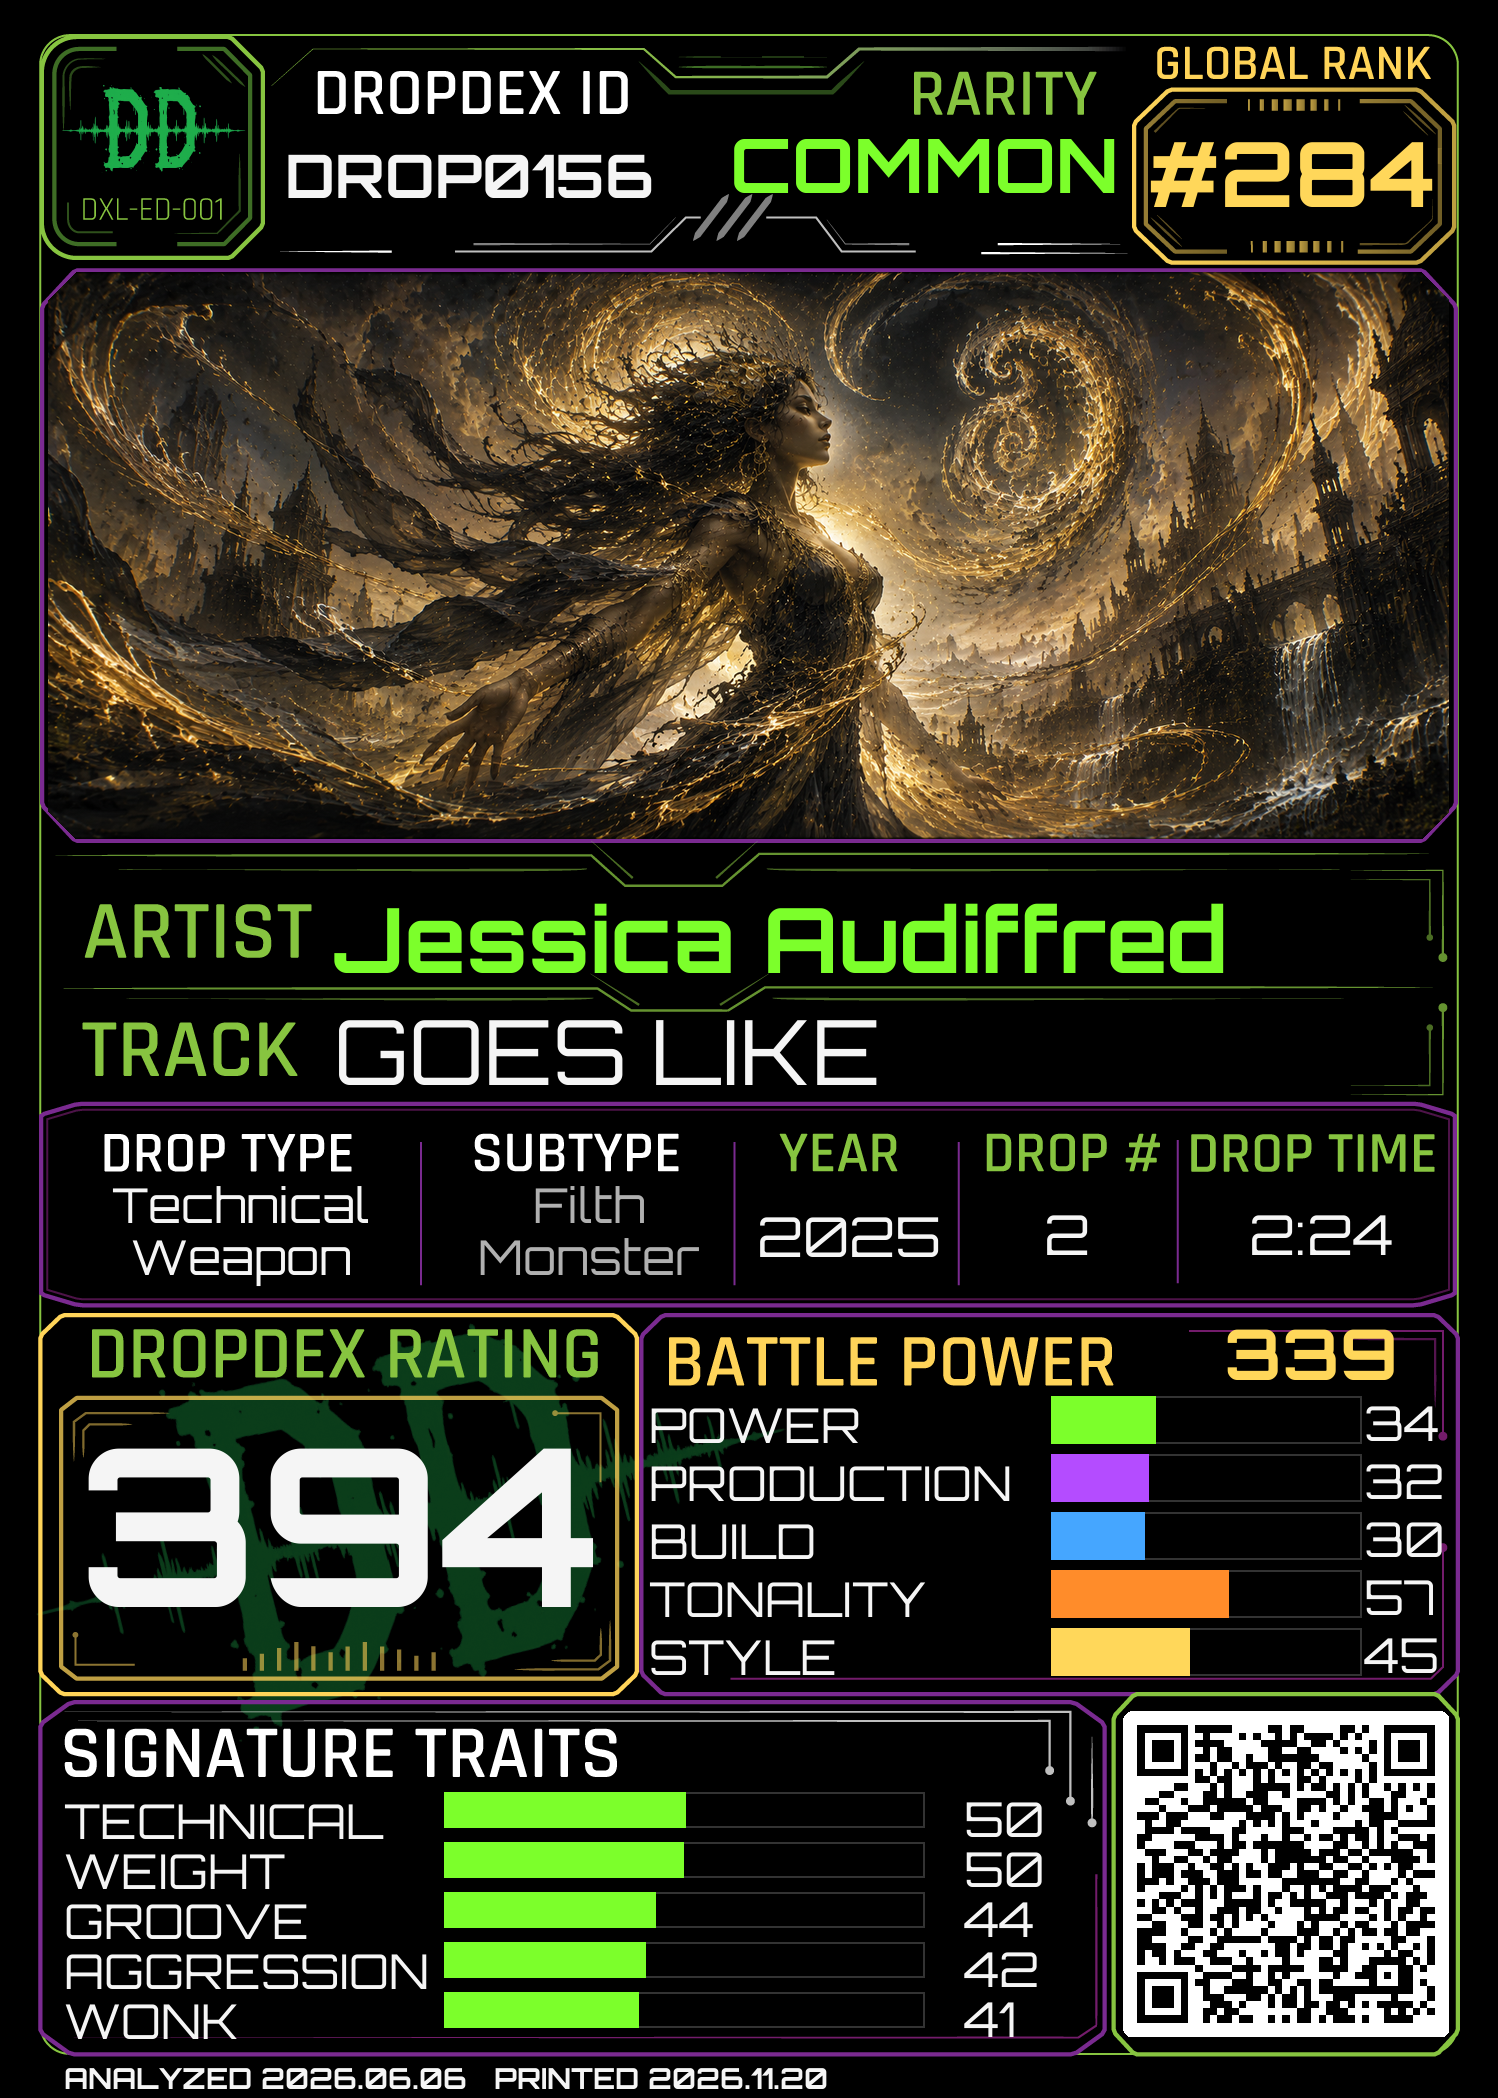 DD
DXL-ED-001
DROPDEX ID
DROP0156
RARITY
COMMON
GLOBAL RANK
#284
ARTIST Jessica Audiffred
TRACK GOES LIKE
DROP TYPE
Technical
Weapon
SUBTYPE
Filth
Monster
YEAR
2025
DROP #
2
DROP TIME
2:24
DROPDEX RATING
394
BATTLE POWER 339
POWER 34
PRODUCTION 32
BUILD 30
TONALITY 57
STYLE 45
SIGNATURE TRAITS
TECHNICAL 50
WEIGHT 50
GROOVE 44
AGGRESSION 42
WONK 41
ANALYZED 2026.06.06 PRINTED 2026.11.20